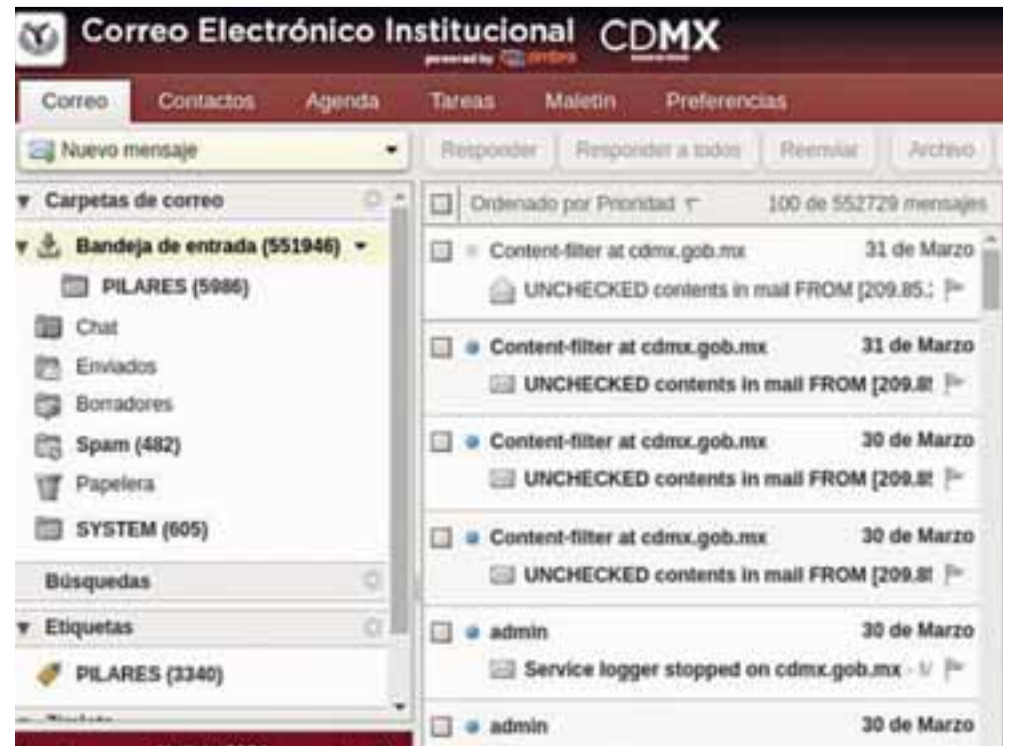 Correo Electrónico Institucional CDMX
powered by zimbra
Correo Contactos Agenda Tareas Maletín Preferencias
Nuevo mensaje Responder Responder a todos Reenviar Archivo
Carpetas de correo
Ordenado por Prioridad 100 de 552729 mensajes
Bandeja de entrada (551946)
PILARES (5986)
Chat
Enviados
Borradores
Spam (482)
Papelera
SYSTEM (605)
Búsquedas
Etiquetas
PILARES (3340)
Content-filter at cdmx.gob.mx 31 de Marzo
UNCHECKED contents in mail FROM [209.85.
Content-filter at cdmx.gob.mx 31 de Marzo
UNCHECKED contents in mail FROM [209.8
Content-filter at cdmx.gob.mx 30 de Marzo
UNCHECKED contents in mail FROM [209.8
Content-filter at cdmx.gob.mx 30 de Marzo
UNCHECKED contents in mail FROM [209.8
admin 30 de Marzo
Service logger stopped on cdmx.gob.mx
admin 30 de Marzo